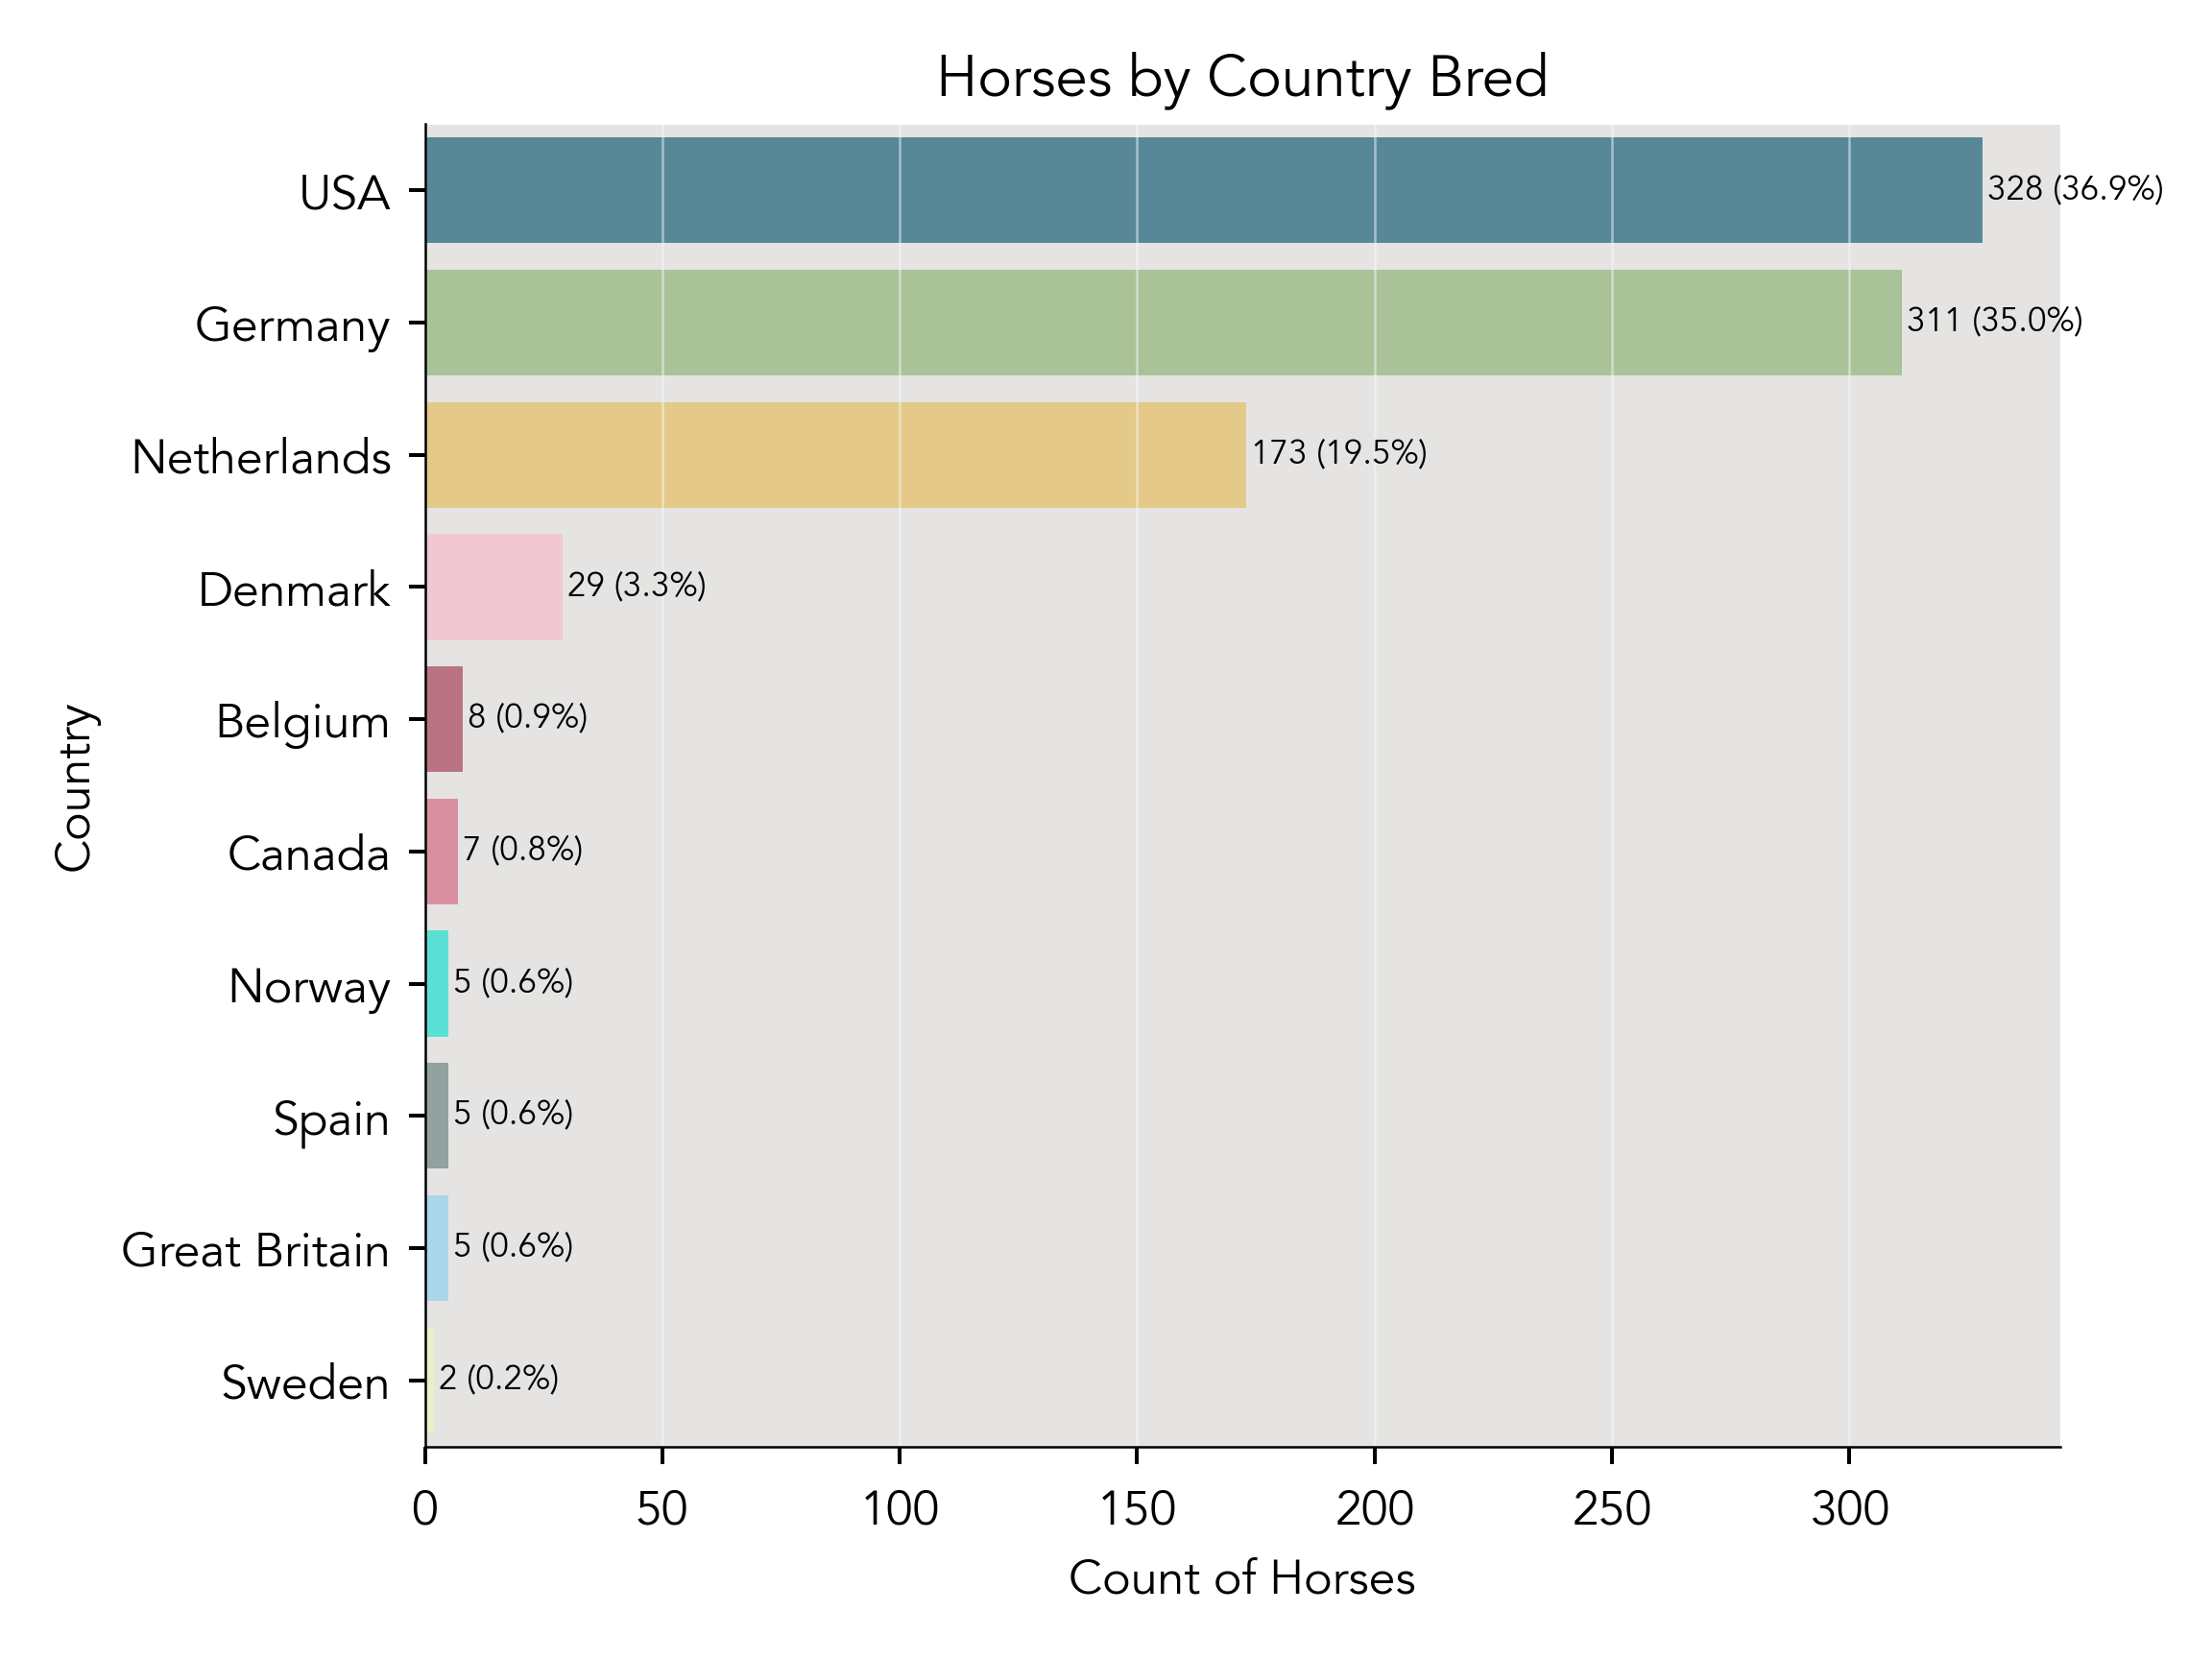 Horses by Country Bred
USA
328 (36.9%)
Germany
311 (35.0%)
Netherlands
173 (19.5%)
Denmark
29 (3.3%)
Belgium
8 (0.9%)
Canada
7 (0.8%)
Norway
5 (0.6%)
Spain
5 (0.6%)
Great Britain
5 (0.6%)
Sweden
2 (0.2%)
Country
0 50 100 150 200 250 300
Count of Horses